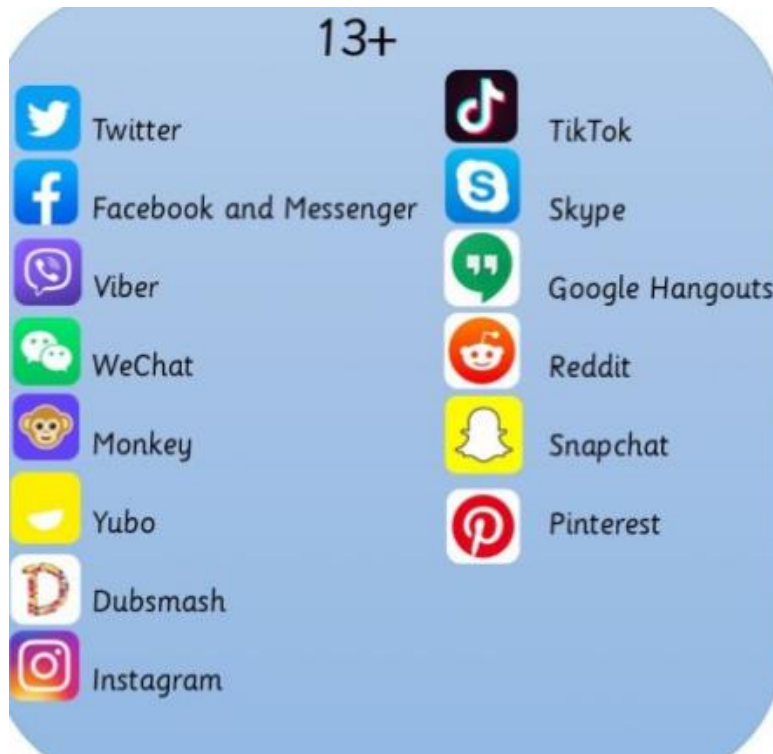 13+
Twitter
Facebook and Messenger
Viber
WeChat
Monkey
Yubo
Dubsmash
Instagram
TikTok
Skype
Google Hangouts
Reddit
Snapchat
Pinterest